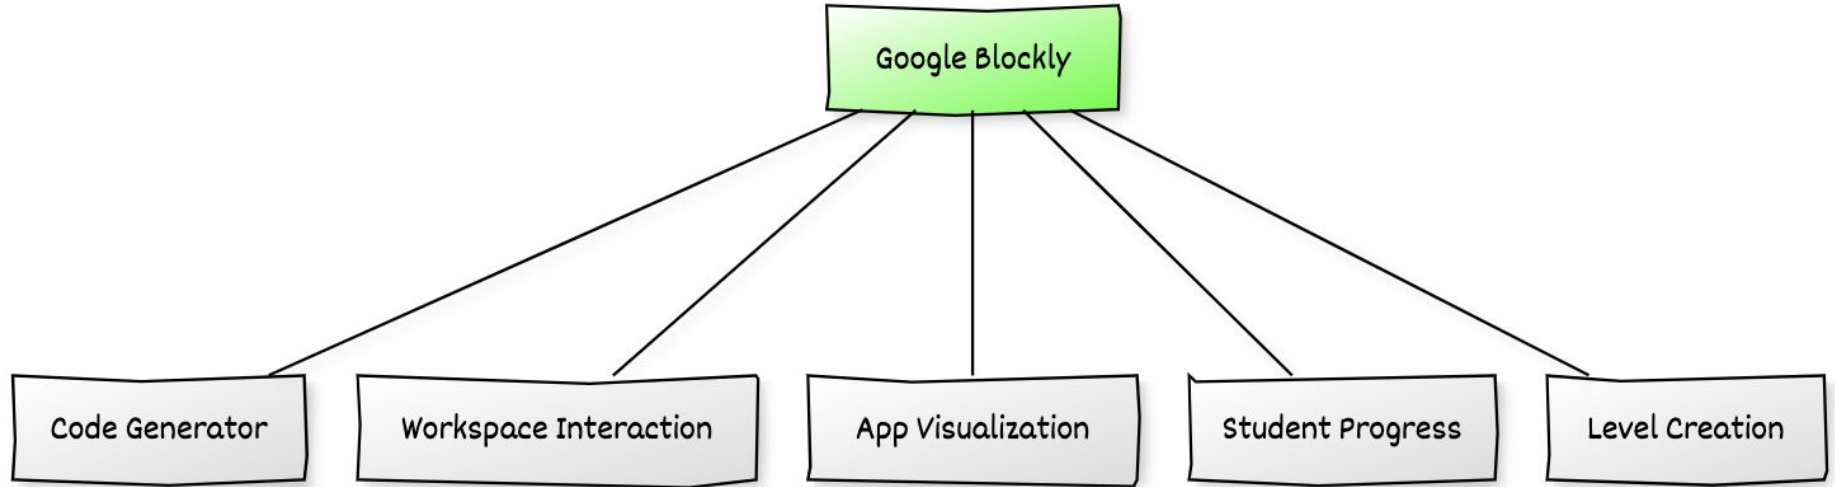 Google Blockly
Code Generator
Workspace Interaction
App Visualization
Student Progress
Level Creation